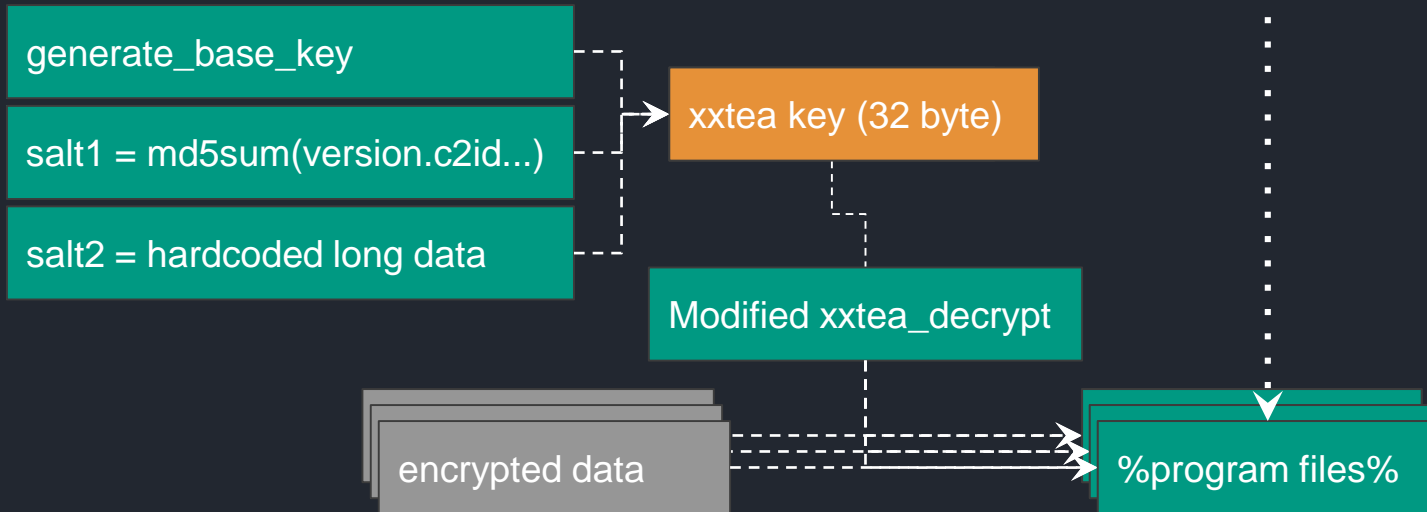 generate_base_key
salt1 = md5sum(version.c2id...)
salt2 = hardcoded long data
xxtea key (32 byte)
Modified xxtea_decrypt
encrypted data
%program files%